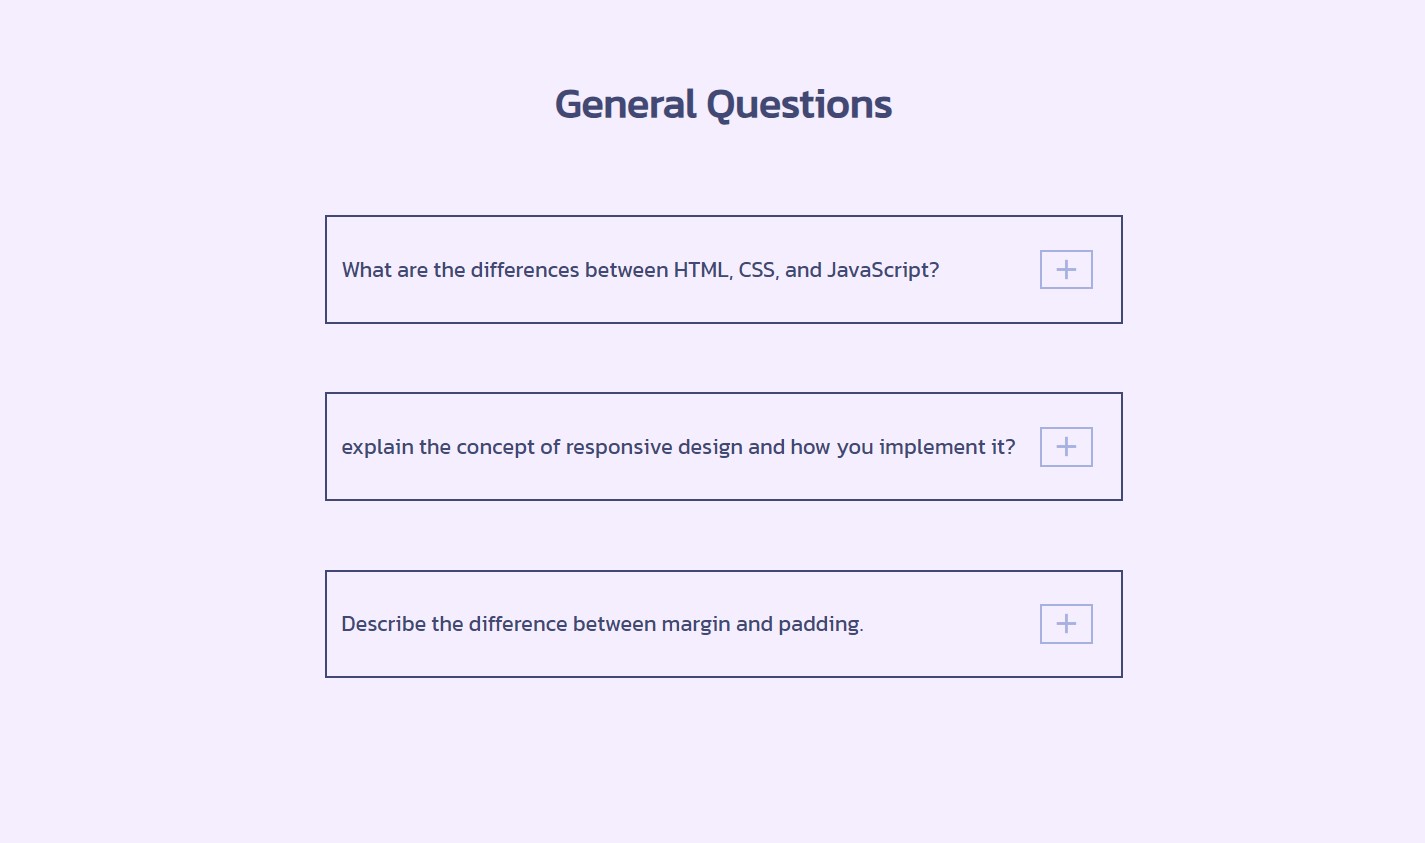 General Questions
What are the differences between HTML, CSS, and JavaScript?
explain the concept of responsive design and how you implement it?
Describe the difference between margin and padding.